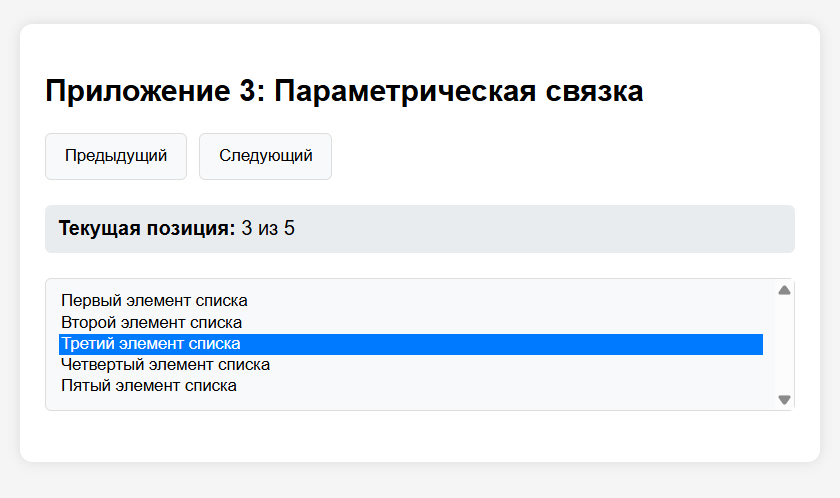 Приложение 3: Параметрическая связка
Предыдущий Следующий
Текущая позиция: 3 из 5
Первый элемент списка
Второй элемент списка
Третий элемент списка
Четвертый элемент списка
Пятый элемент списка